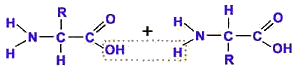 R H
H O + H O
N C C N C C
H OH H OH
H R